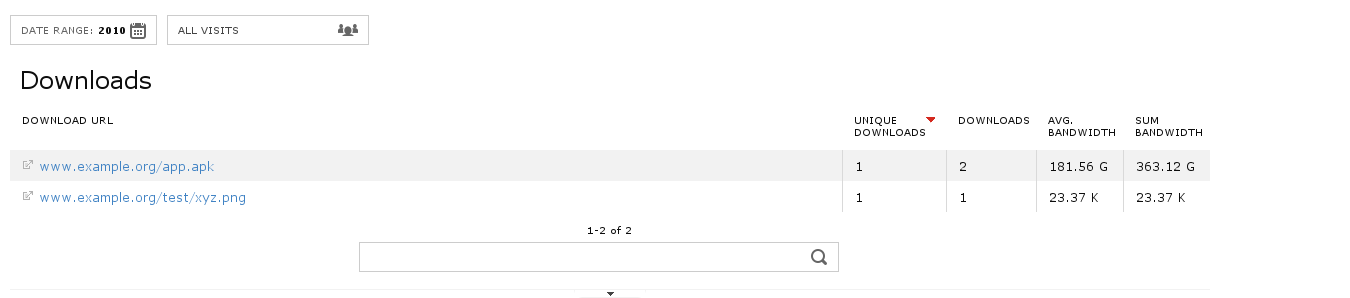 DATE RANGE: 2010 ALL VISITS
Downloads
DOWNLOAD URL UNIQUE DOWNLOADS DOWNLOADS AVG. BANDWIDTH SUM BANDWIDTH
www.example.org/app.apk 1 2 181.56 G 363.12 G
www.example.org/test/xyz.png 1 1 23.37 K 23.37 K
1-2 of 2